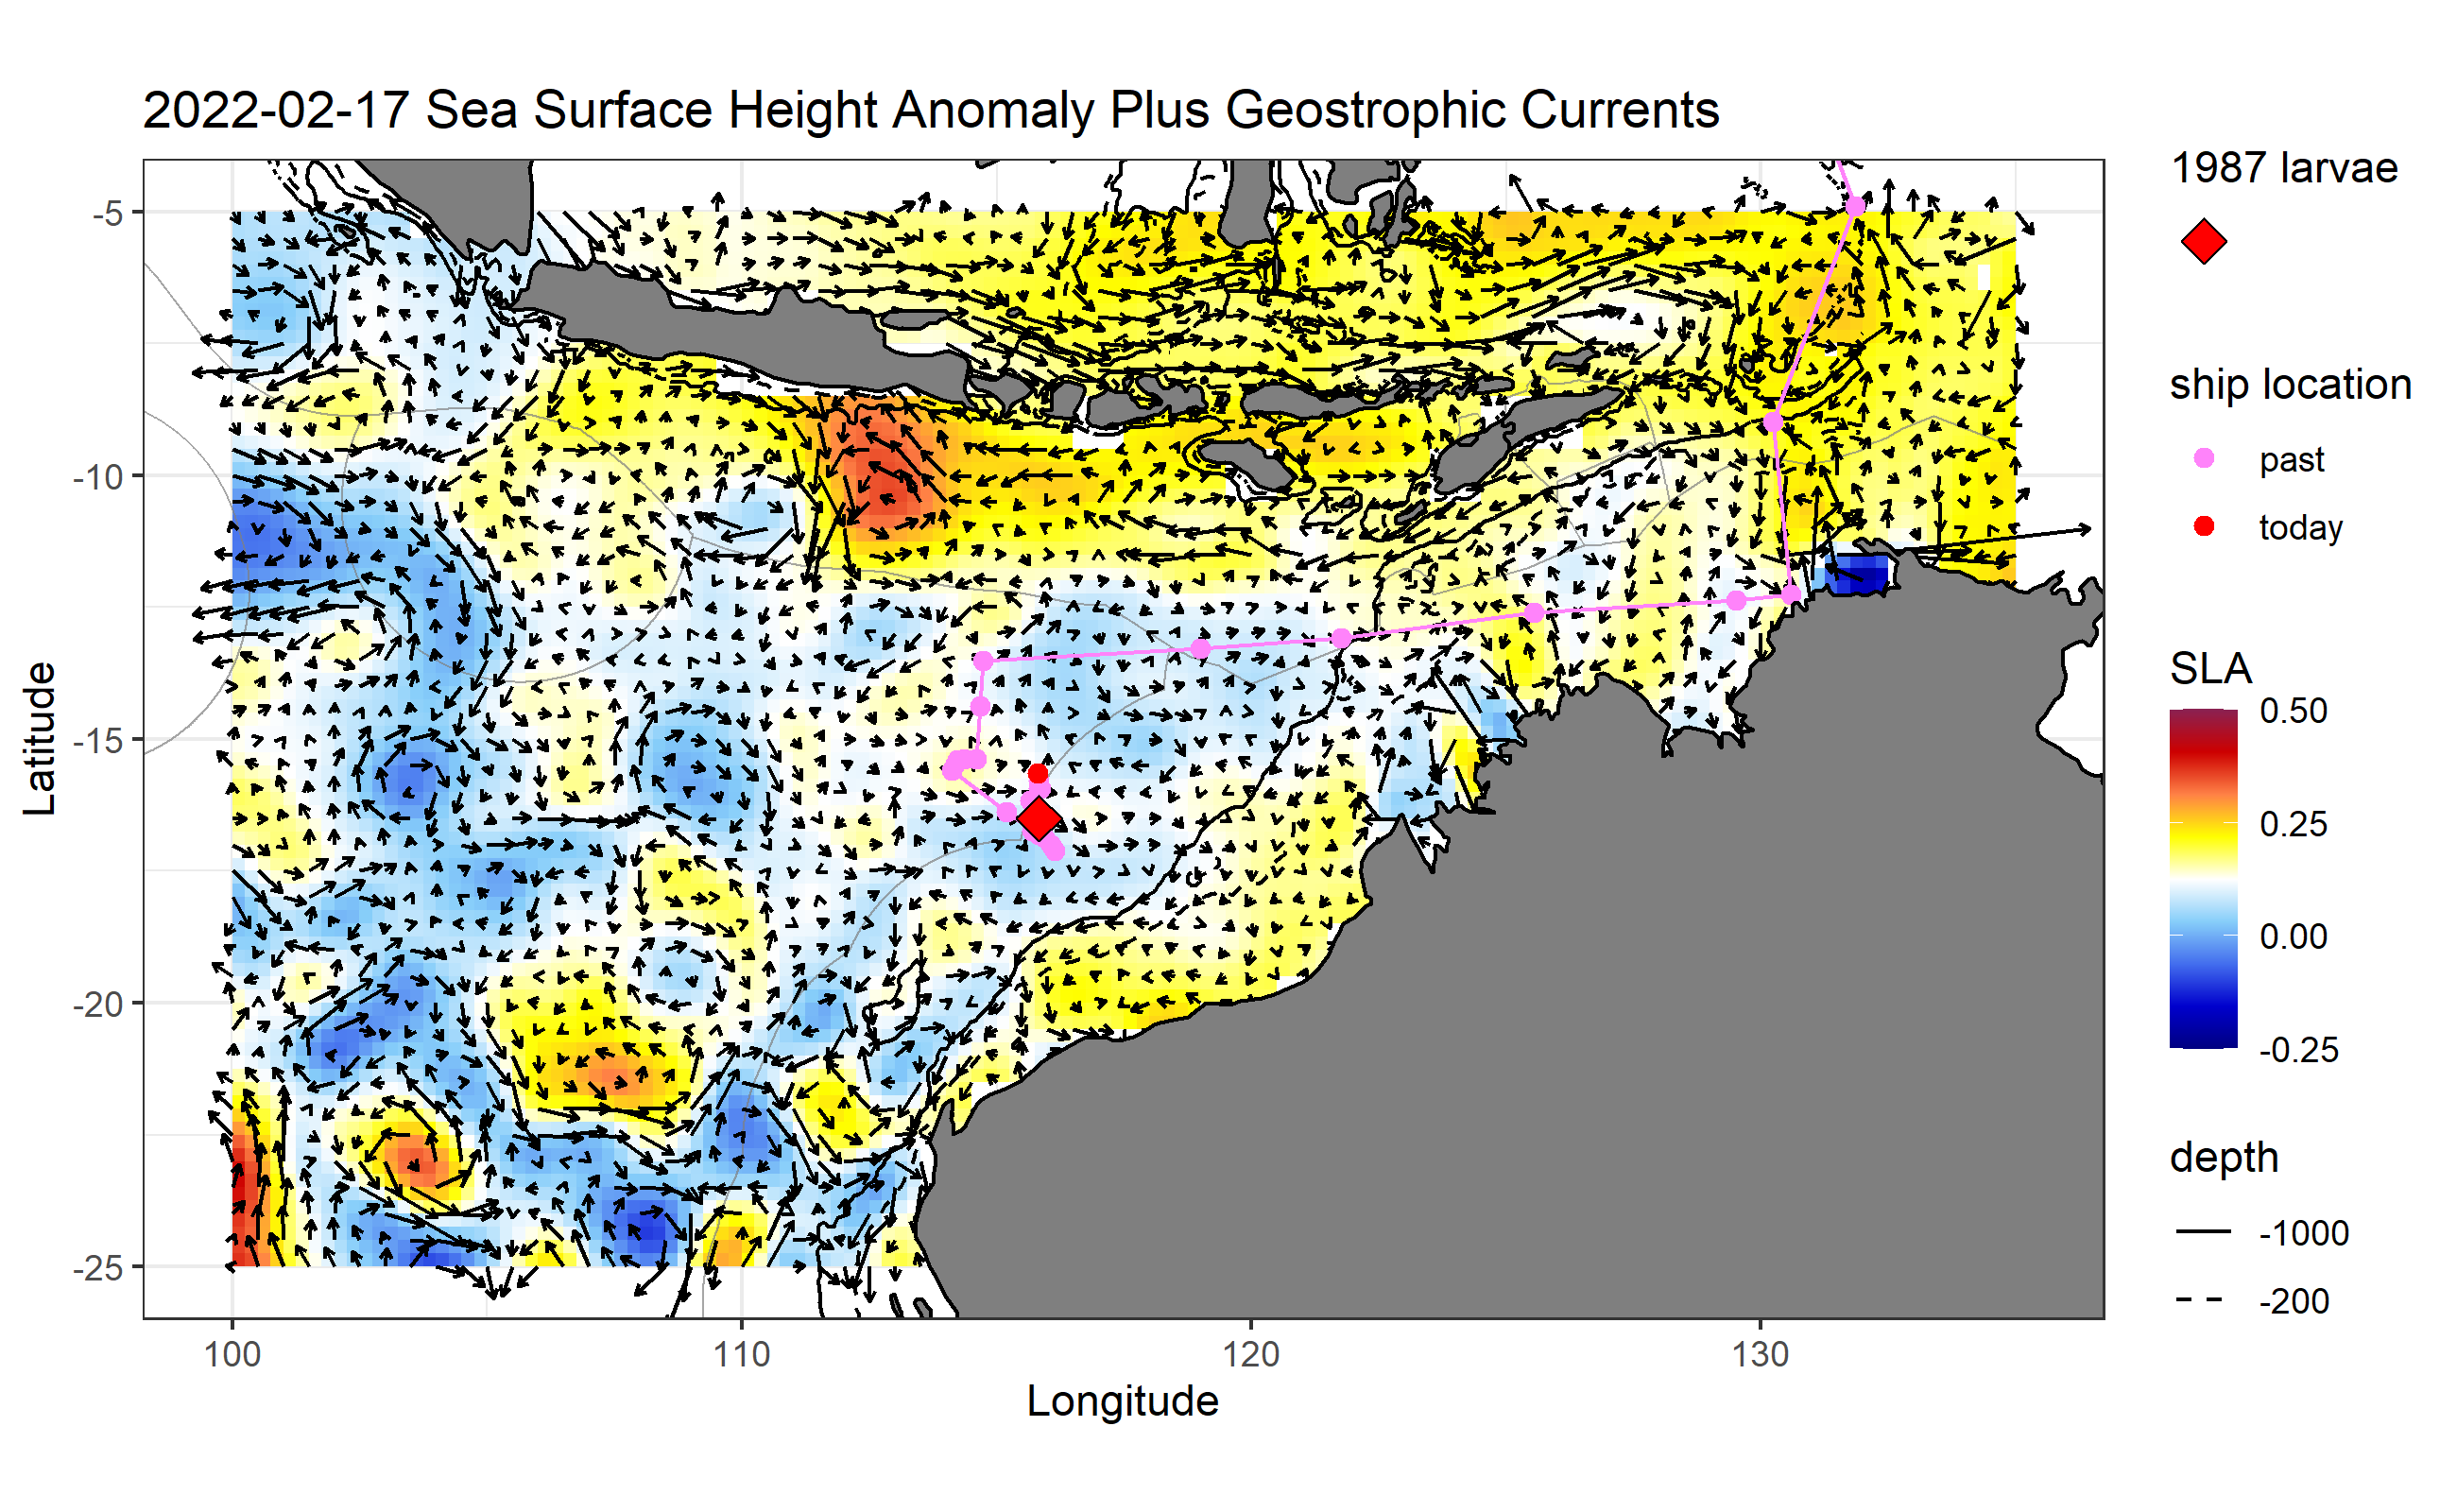 2022-02-17 Sea Surface Height Anomaly Plus Geostrophic Currents
1987 larvae
ship location
past
today
SLA
0.50
0.25
0.00
-0.25
depth
-1000
-200
Latitude
-5
-10
-15
-20
-25
100
110
120
130
Longitude